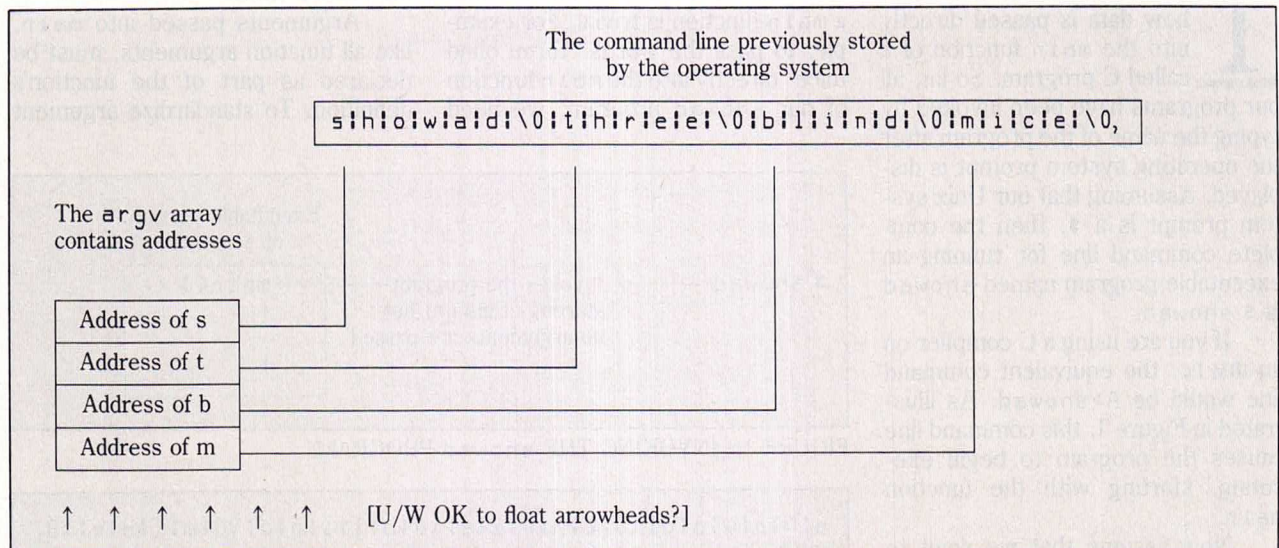 The command line previously stored
by the operating system
s¦h¦o¦w¦a¦d¦\0¦t¦h¦r¦e¦e¦\0¦b¦l¦i¦n¦d¦\0¦m¦i¦c¦e¦\0
The argv array
contains addresses
Address of s
Address of t
Address of b
Address of m
↑ ↑ ↑ ↑ ↑ ↑ [U/W OK to float arrowheads?]